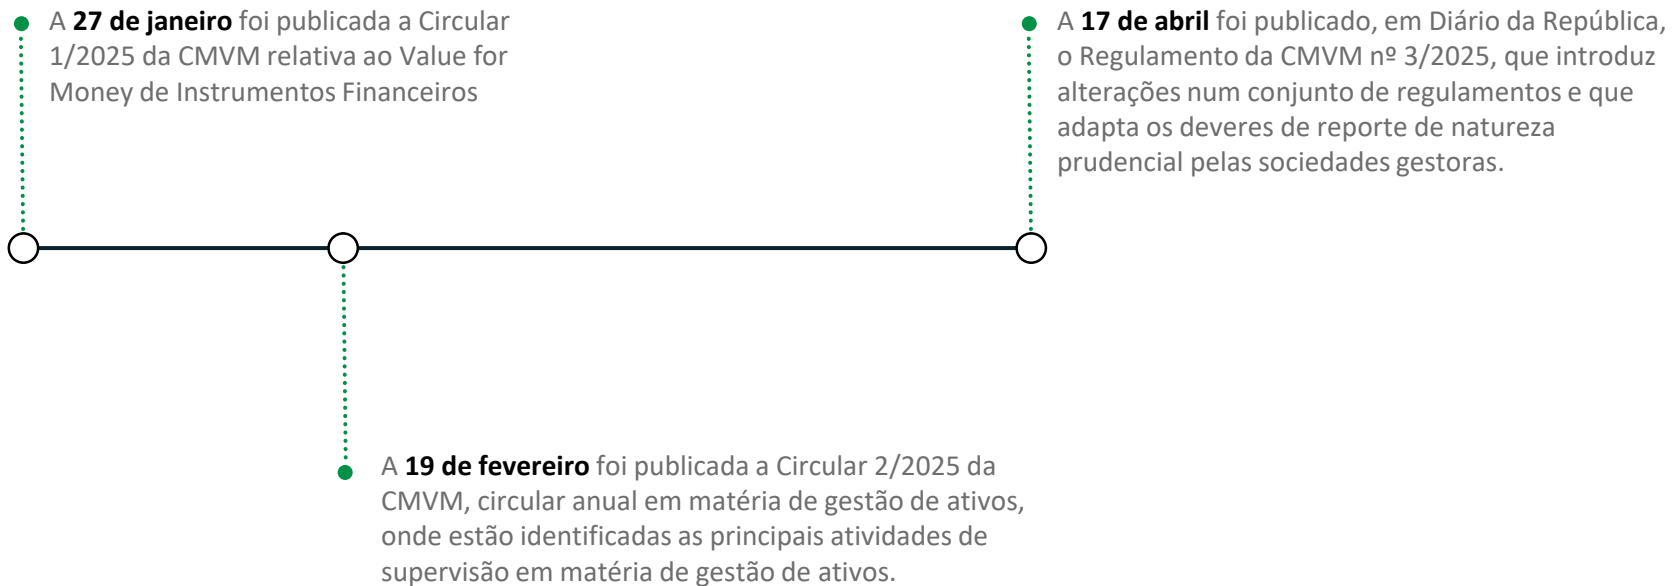 A 27 de janeiro foi publicada a Circular
1/2025 da CMVM relativa ao Value for
Money de Instrumentos Financeiros
A 19 de fevereiro foi publicada a Circular 2/2025 da
CMVM, circular anual em matéria de gestão de ativos,
onde estão identificadas as principais atividades de
supervisão em matéria de gestão de ativos.
A 17 de abril foi publicado, em Diário da República,
o Regulamento da CMVM nº 3/2025, que introduz
alterações num conjunto de regulamentos e que
adapta os deveres de reporte de natureza
prudencial pelas sociedades gestoras.